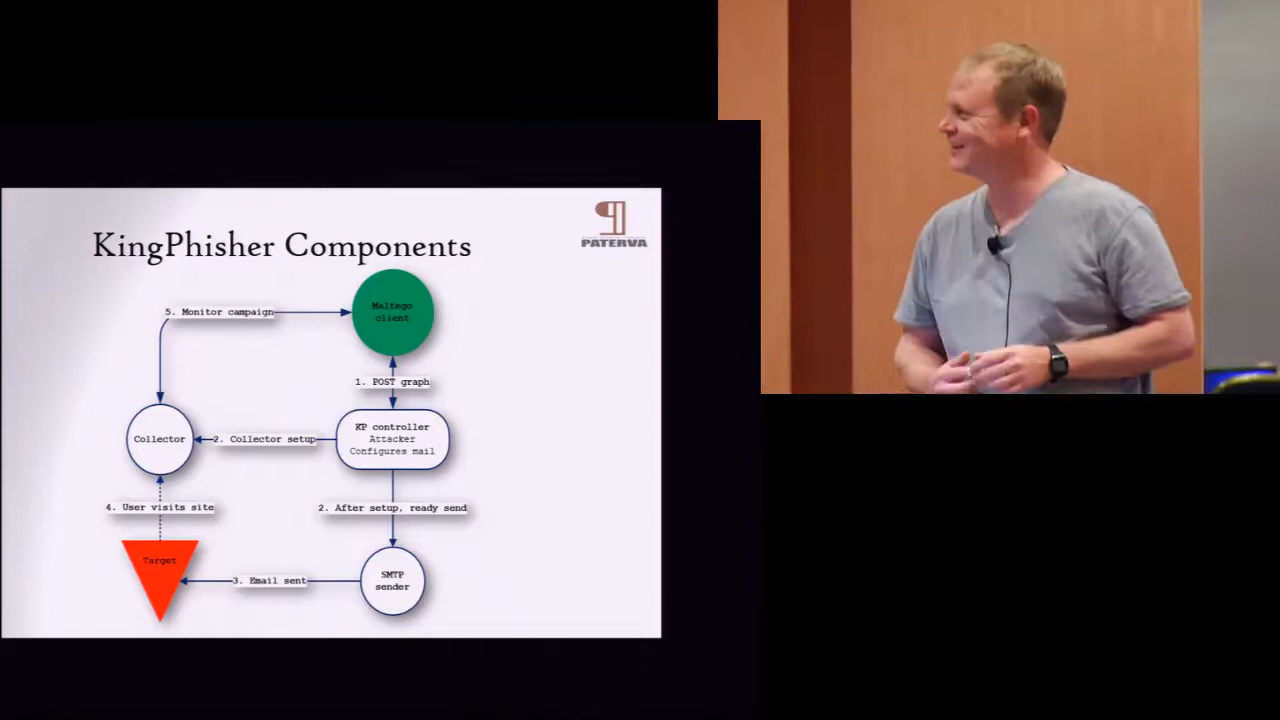 KingPhisher Components
PATERVA
Maltego
client
5. Monitor campaign
1. POST graph
KP controller
Attacker
Configures mail
Collector
2. Collector setup
4. User visits site
2. After setup, ready send
Target
3. Email sent
SMTP
sender